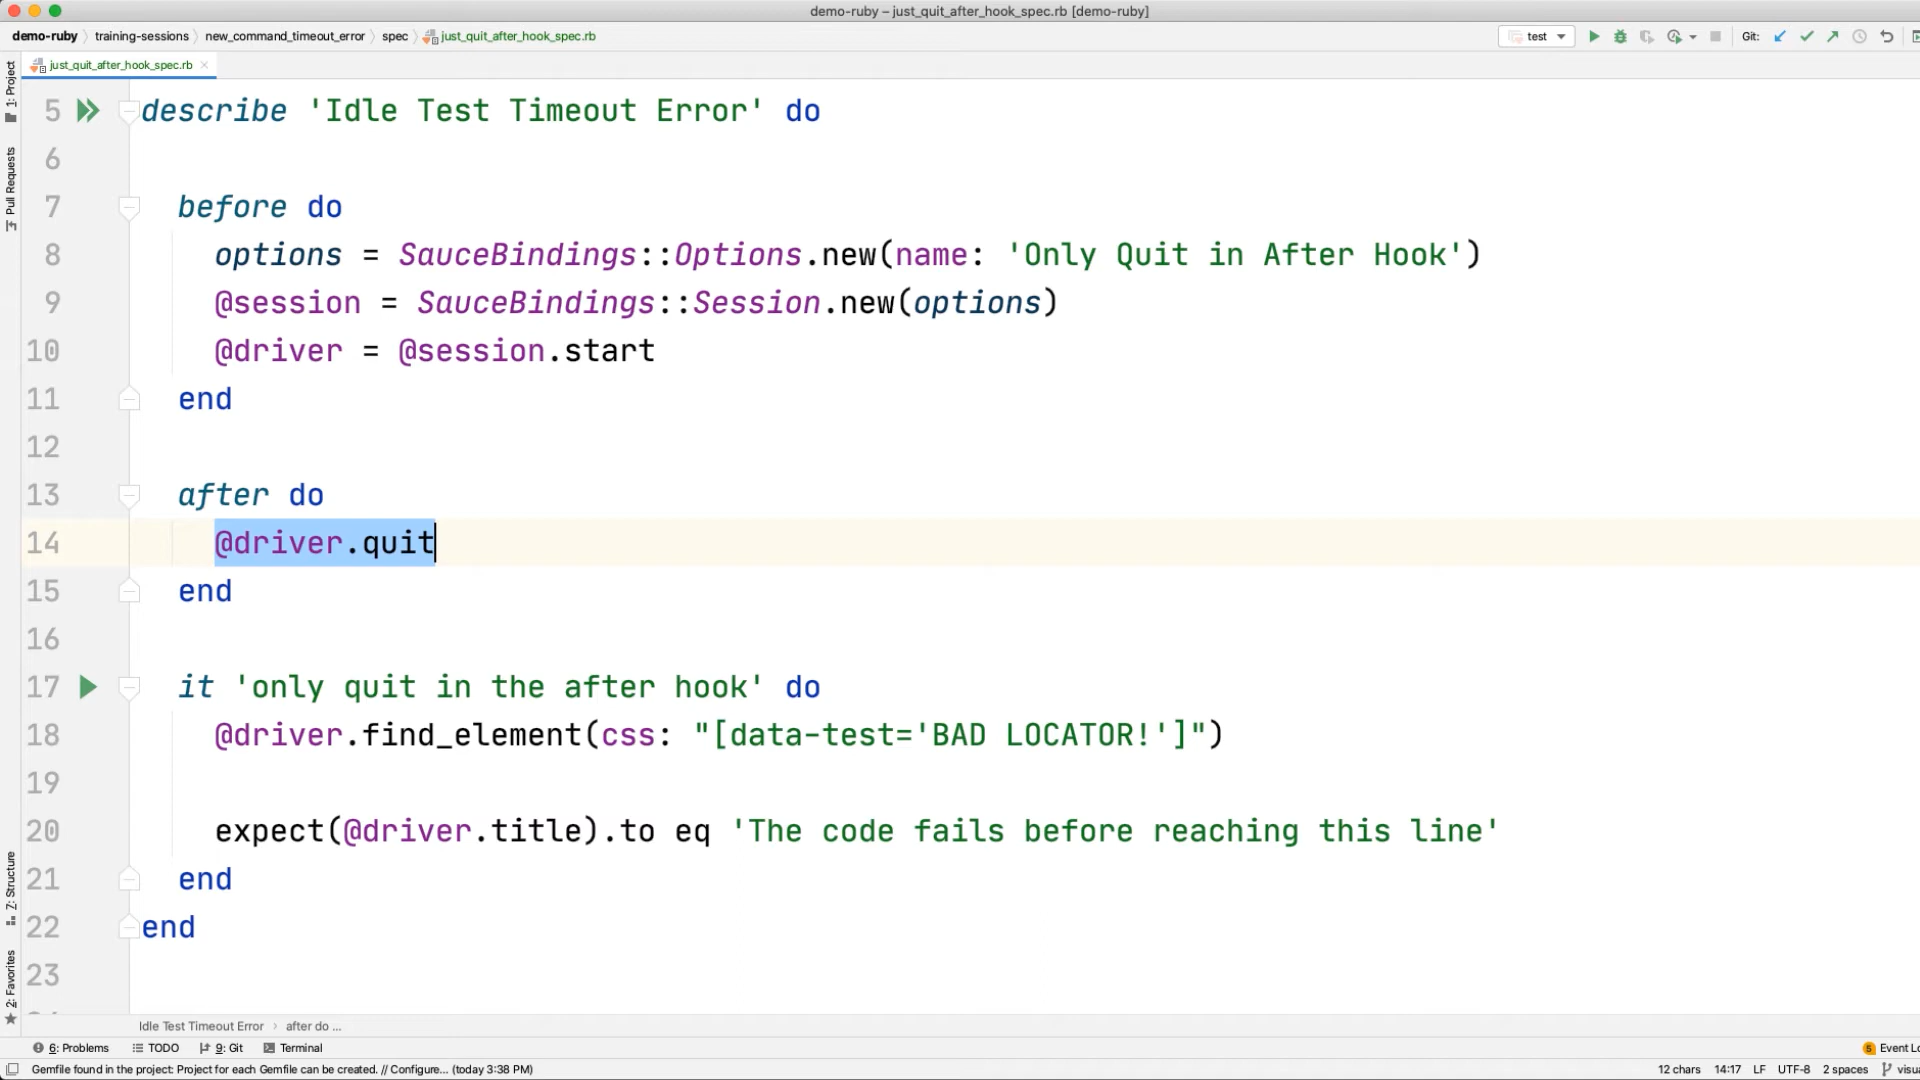 demo-ruby – just_quit_after_hook_spec.rb [demo-ruby]
demo-ruby training-sessions new_command_timeout_error spec just_quit_after_hook_spec.rb test Git:
just_quit_after_hook_spec.rb
1: Project
Pull Requests
Z: Structure
2: Favorites
5 describe 'Idle Test Timeout Error' do
6
7 before do
8 options = SauceBindings::Options.new(name: 'Only Quit in After Hook')
9 @session = SauceBindings::Session.new(options)
10 @driver = @session.start
11 end
12
13 after do
14 @driver.quit
15 end
16
17 it 'only quit in the after hook' do
18 @driver.find_element(css: "[data-test='BAD LOCATOR!']")
19
20 expect(@driver.title).to eq 'The code fails before reaching this line'
21 end
22 end
23
Idle Test Timeout Error › after do ...
6: Problems TODO 9: Git Terminal 5 Event Lo
Gemfile found in the project: Project for each Gemfile can be created. // Configure... (today 3:38 PM) 12 chars 14:17 LF UTF-8 2 spaces visu